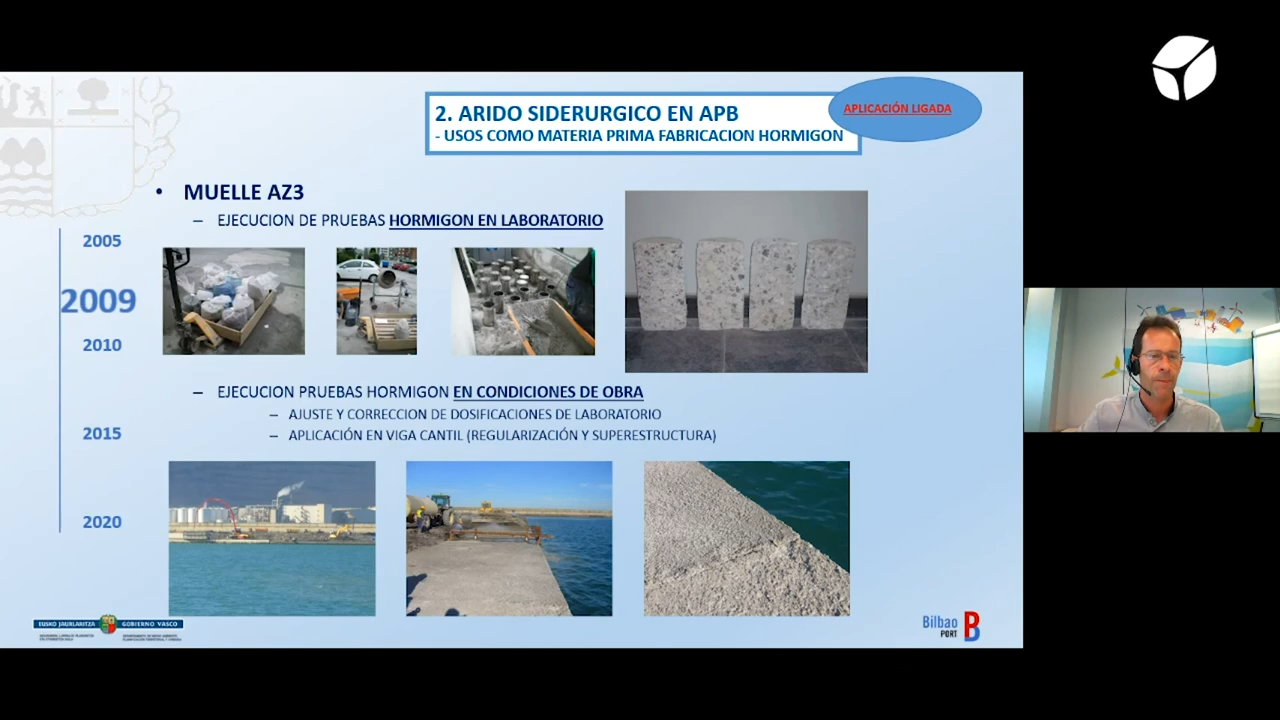 2. ARIDO SIDERURGICO EN APB
- USOS COMO MATERIA PRIMA FABRICACION HORMIGON
APLICACIÓN LIGADA
• MUELLE AZ3
– EJECUCION DE PRUEBAS HORMIGON EN LABORATORIO
2005
2009
2010
2015
2020
– EJECUCION PRUEBAS HORMIGON EN CONDICIONES DE OBRA
– AJUSTE Y CORRECCION DE DOSIFICACIONES DE LABORATORIO
– APLICACIÓN EN VIGA CANTIL (REGULARIZACIÓN Y SUPERESTRUCTURA)
EUSKO JAURLARITZA GOBIERNO VASCO
Bilbao
PORT
B